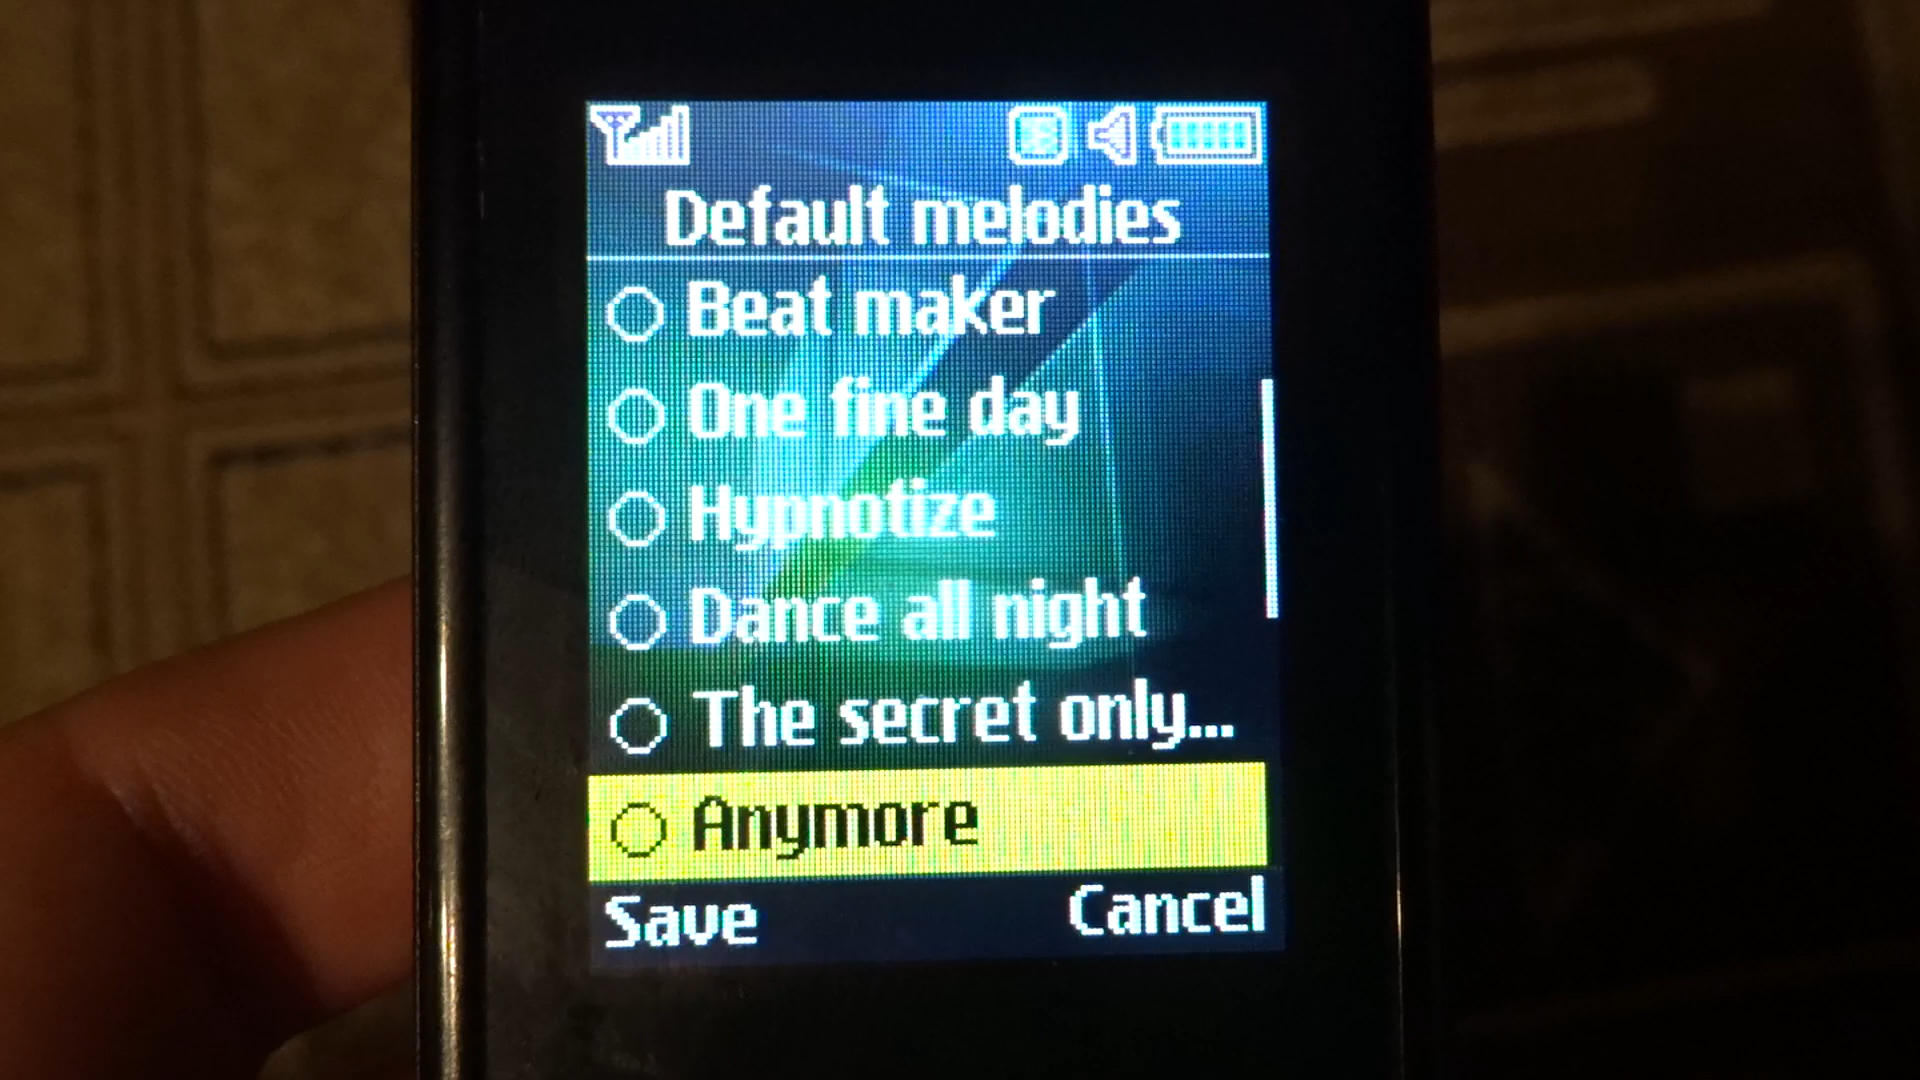 Default melodies
Beat maker
One fine day
Hypnotize
Dance all night
The secret only...
Anymore
Save Cancel